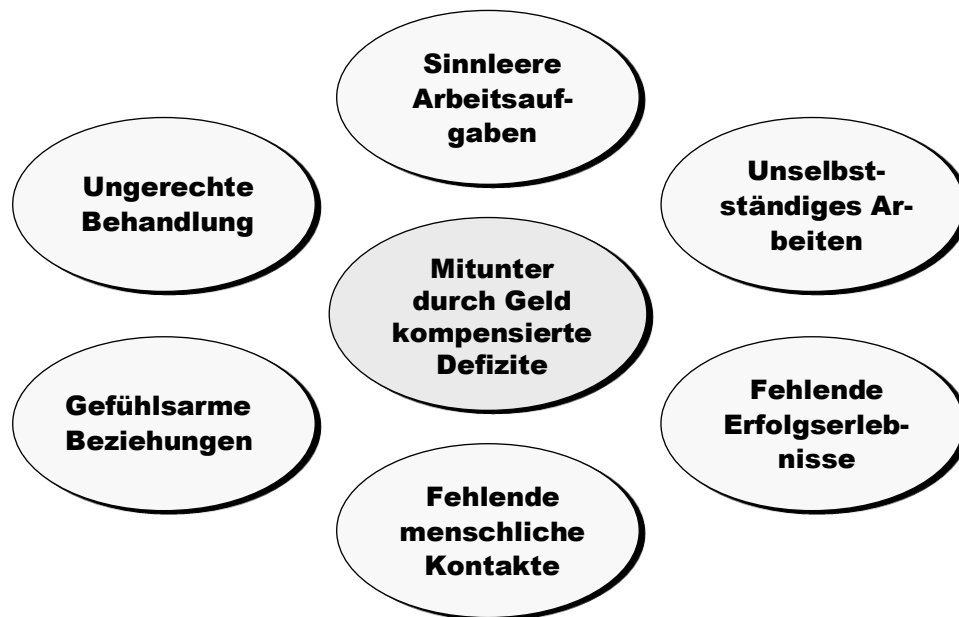 Sinnleere
Arbeitsauf-
gaben
Ungerechte
Behandlung
Unselbst-
ständiges Ar-
beiten
Mitunter
durch Geld
kompensierte
Defizite
Gefühlsarme
Beziehungen
Fehlende
Erfolgserleb-
nisse
Fehlende
menschliche
Kontakte